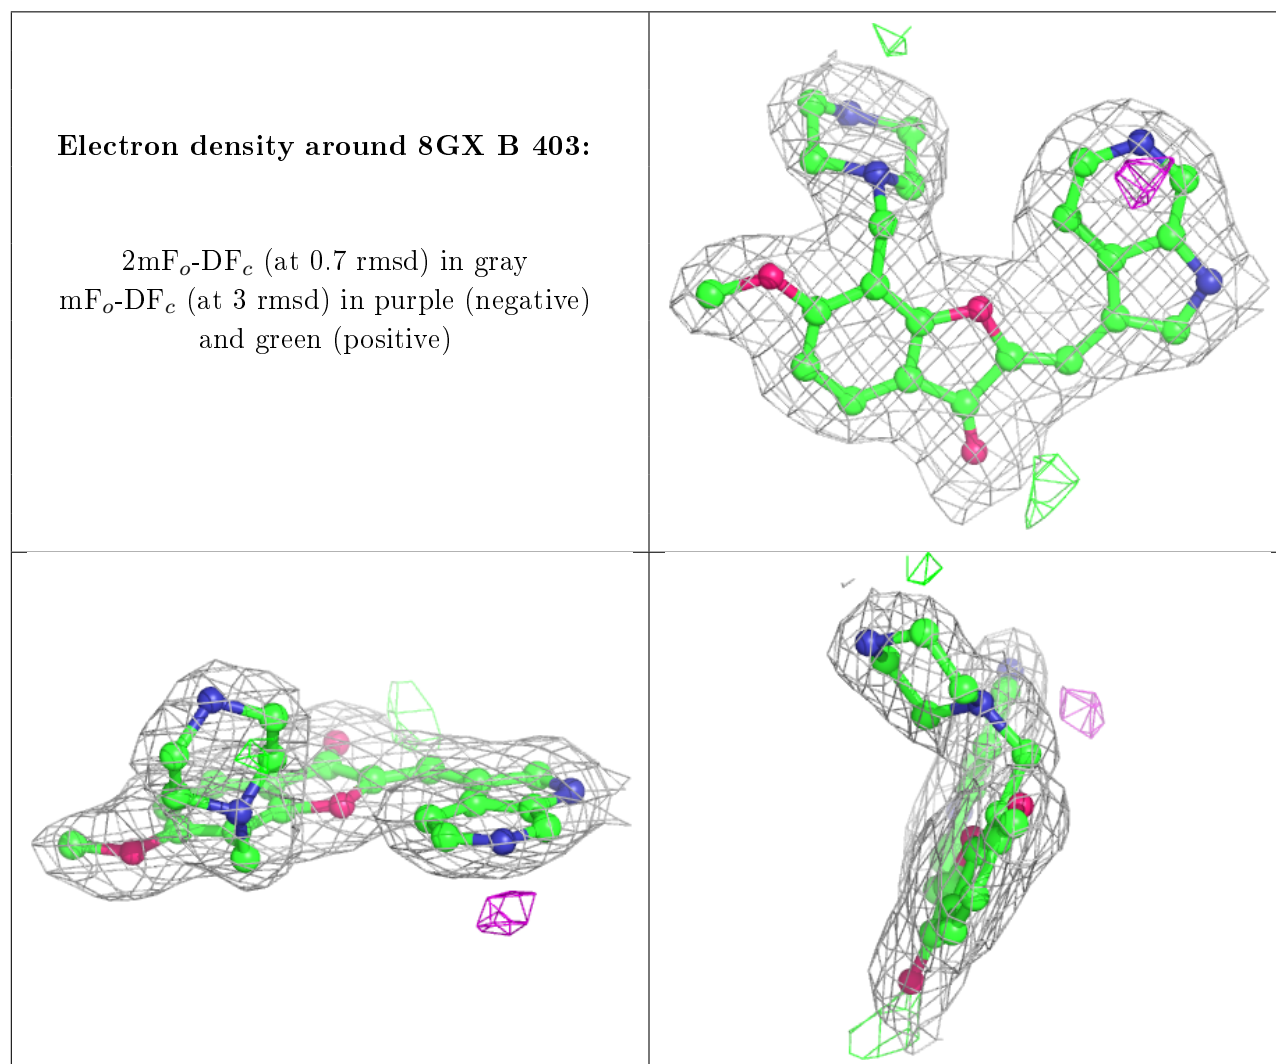 Electron density around 8GX B 403:
2mFₒ-DF𝑐 (at 0.7 rmsd) in gray
mFₒ-DF𝑐 (at 3 rmsd) in purple (negative)
and green (positive)